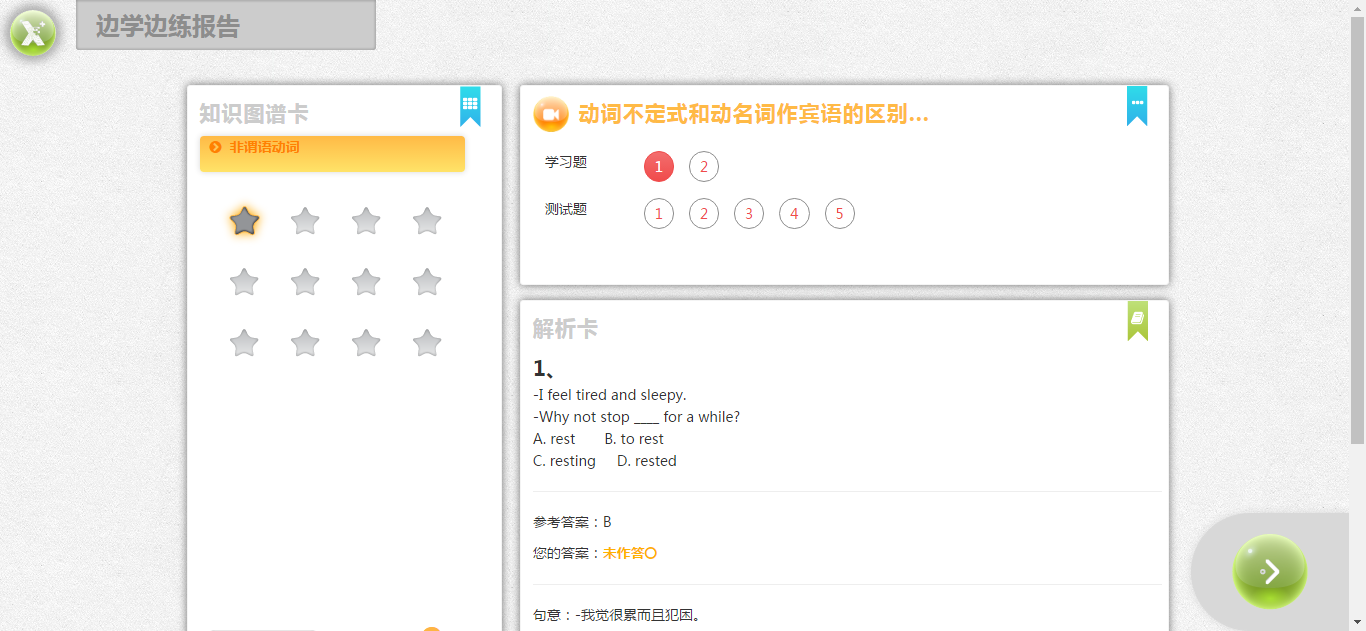 边学边练报告
知识图谱卡
非谓语动词
动词不定式和动名词作宾语的区别...
学习题 1 2
测试题 1 2 3 4 5
解析卡
1、
-I feel tired and sleepy.
-Why not stop ____ for a while?
A. rest B. to rest
C. resting D. rested
参考答案：B
您的答案：未作答
句意：-我觉很累而且犯困。